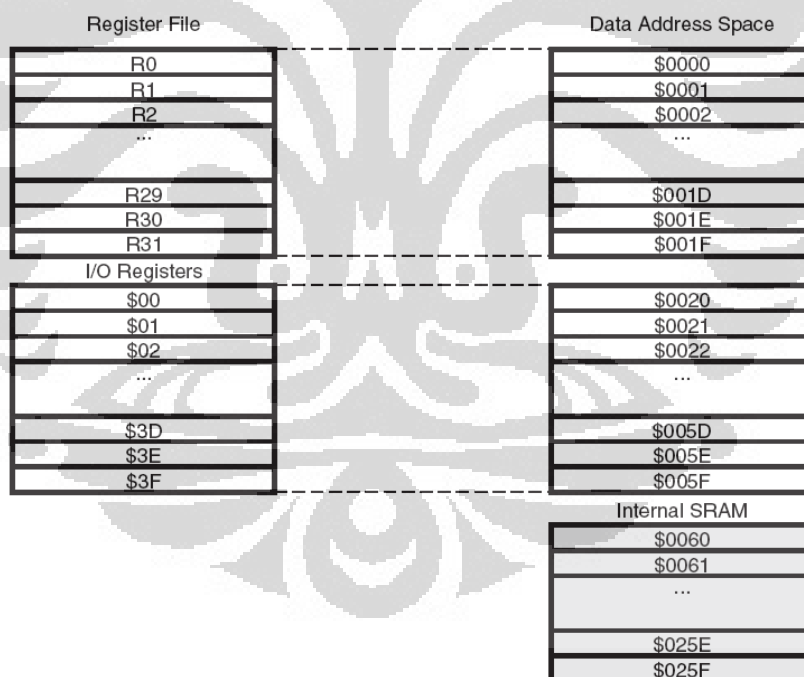 Register File
Data Address Space
R0
$0000
R1
$0001
R2
$0002
...
...
R29
$001D
R30
$001E
R31
$001F
I/O Registers
$00
$0020
$01
$0021
$02
$0022
...
...
$3D
$005D
$3E
$005E
$3F
$005F
Internal SRAM
$0060
$0061
...
$025E
$025F